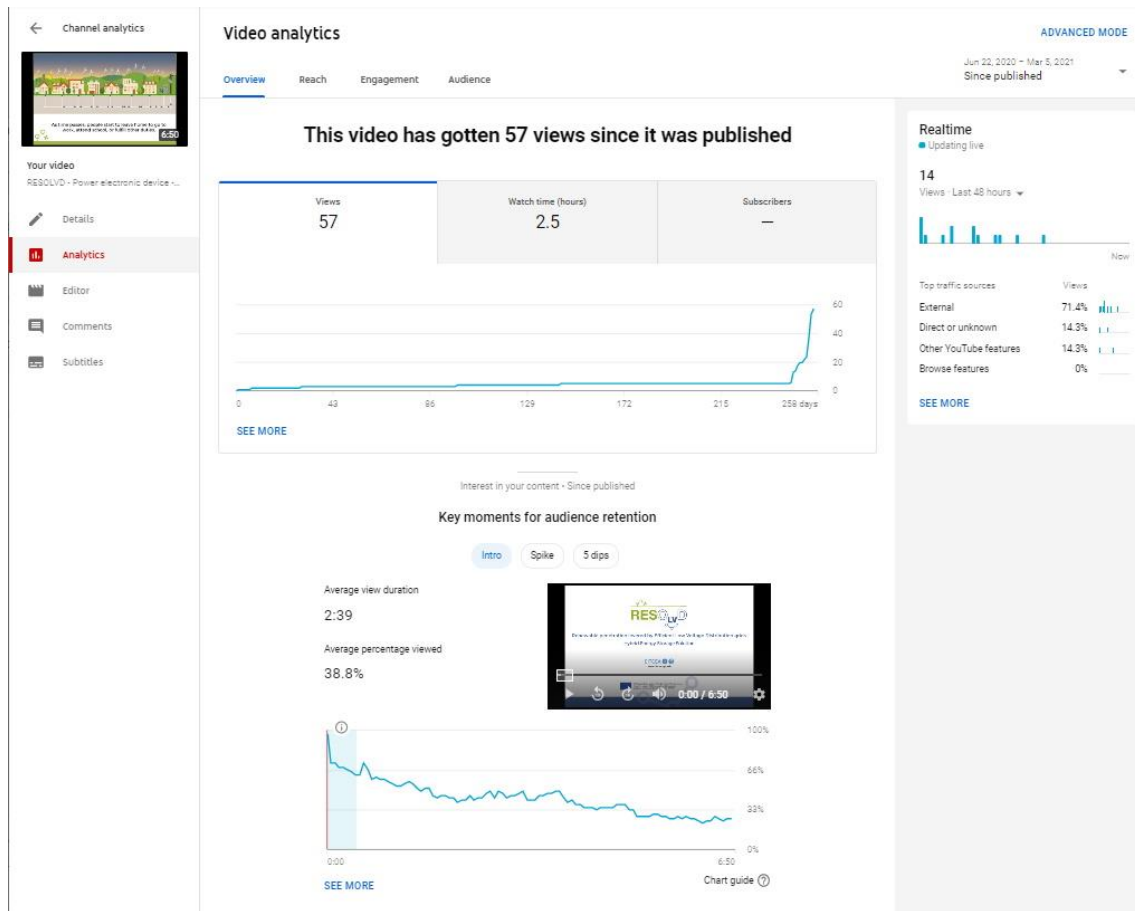 Channel analytics
6:50
Your video
RESOLVD - Power electronic device -...
Details
Analytics
Editor
Comments
Subtitles
Video analytics
ADVANCED MODE
Overview
Reach
Engagement
Audience
Jun 22, 2020 – Mar 5, 2021
Since published
This video has gotten 57 views since it was published
Views
57
Watch time (hours)
2.5
Subscribers
—
60
40
20
0
0 43 86 129 172 215 258 days
SEE MORE
Interest in your content • Since published
Key moments for audience retention
Intro
Spike
5 dips
Average view duration
2:39
Average percentage viewed
38.8%
RESOLVD
0:00 / 6:50
100%
66%
33%
0%
0:00
6:50
SEE MORE
Chart guide
Realtime
Updating live
14
Views · Last 48 hours
Now
Top traffic sources Views
External 71.4%
Direct or unknown 14.3%
Other YouTube features 14.3%
Browse features 0%
SEE MORE